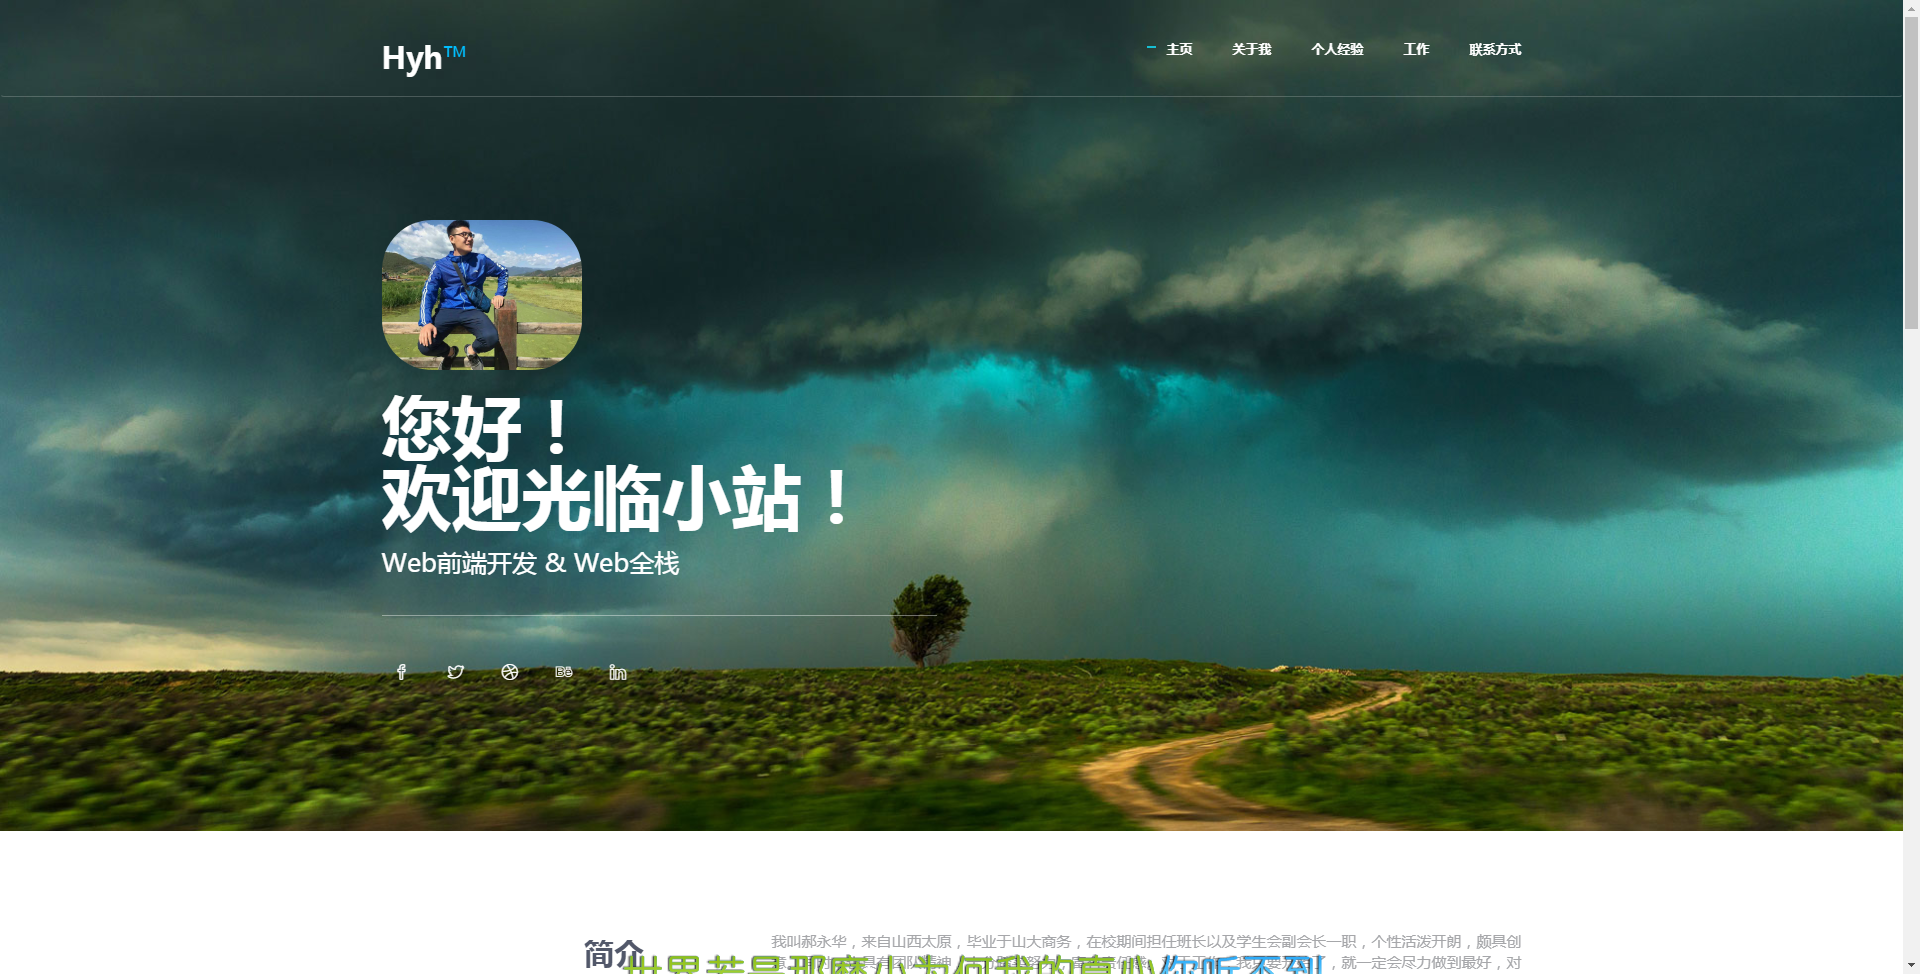 Hyh™
主页 关于我 个人经验 工作 联系方式
您好！
欢迎光临小站！
Web前端开发 & Web全栈
简介
我叫郝永华，来自山西太原，毕业于山大商务，在校期间担任班长以及学生会副会长一职，个性活泼开朗，颇具创
就一定会尽力做到最好，对
世界若是那麽小为何我的真心你听不到